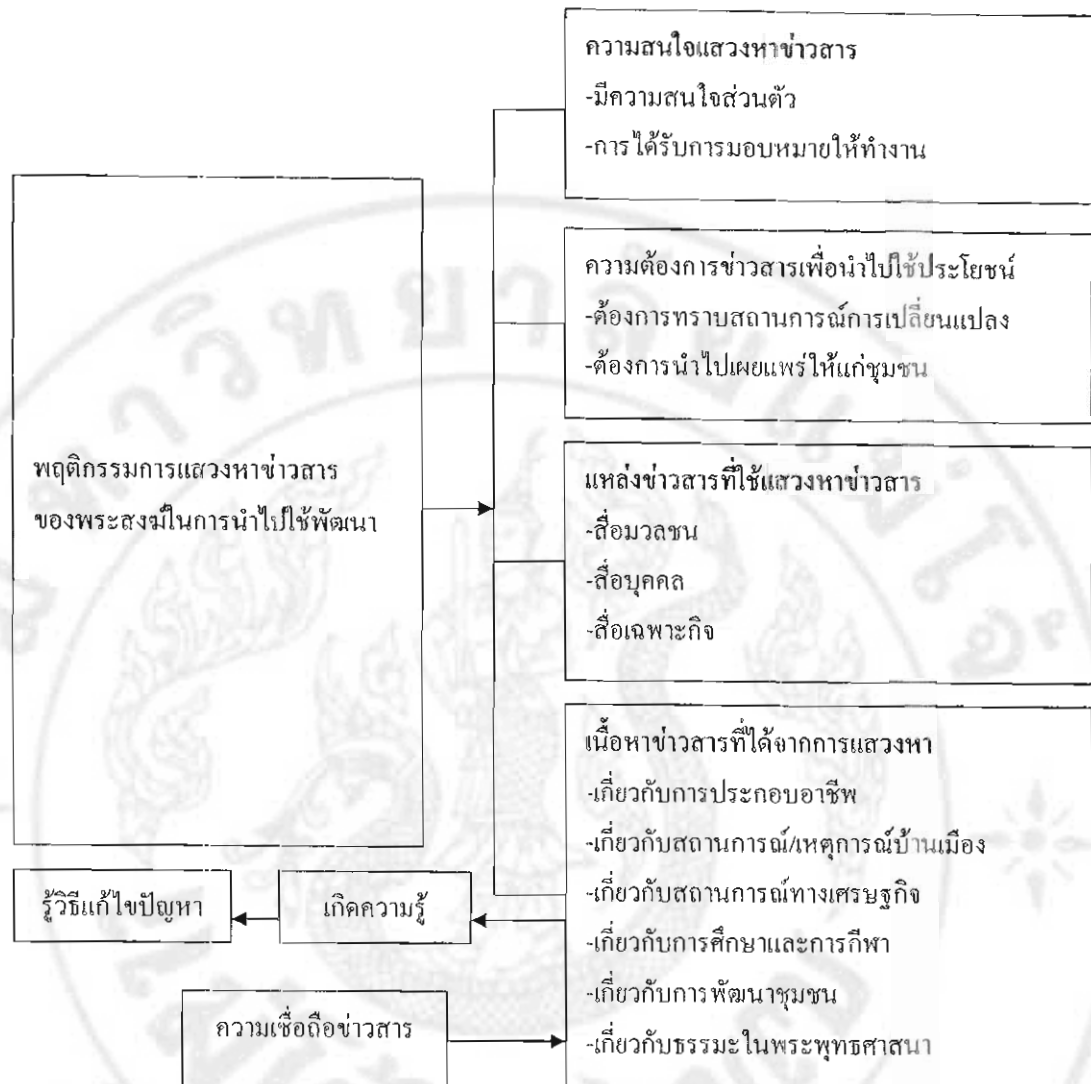 ความสนใจแสวงหาข่าวสาร
-มีความสนใจส่วนตัว
-การได้รับการมอบหมายให้ทำงาน
ความต้องการข่าวสารเพื่อนำไปใช้ประโยชน์
-ต้องการทราบสถานการณ์การเปลี่ยนแปลง
-ต้องการนำไปเผยแพร่ให้แก่ชุมชน
พฤติกรรมการแสวงหาข่าวสาร
ของพระสงฆ์ในการนำไปใช้พัฒนา
แหล่งข่าวสารที่ใช้แสวงหาข่าวสาร
-สื่อมวลชน
-สื่อบุคคล
-สื่อเฉพาะกิจ
เนื้อหาข่าวสารที่ได้จากการแสวงหา
-เกี่ยวกับการประกอบอาชีพ
-เกี่ยวกับสถานการณ์/เหตุการณ์บ้านเมือง
-เกี่ยวกับสถานการณ์ทางเศรษฐกิจ
-เกี่ยวกับการศึกษาและการกีฬา
-เกี่ยวกับการพัฒนาชุมชน
-เกี่ยวกับธรรมะในพระพุทธศาสนา
รู้วิธีแก้ไขปัญหา
เกิดความรู้
ความเชื่อถือข่าวสาร